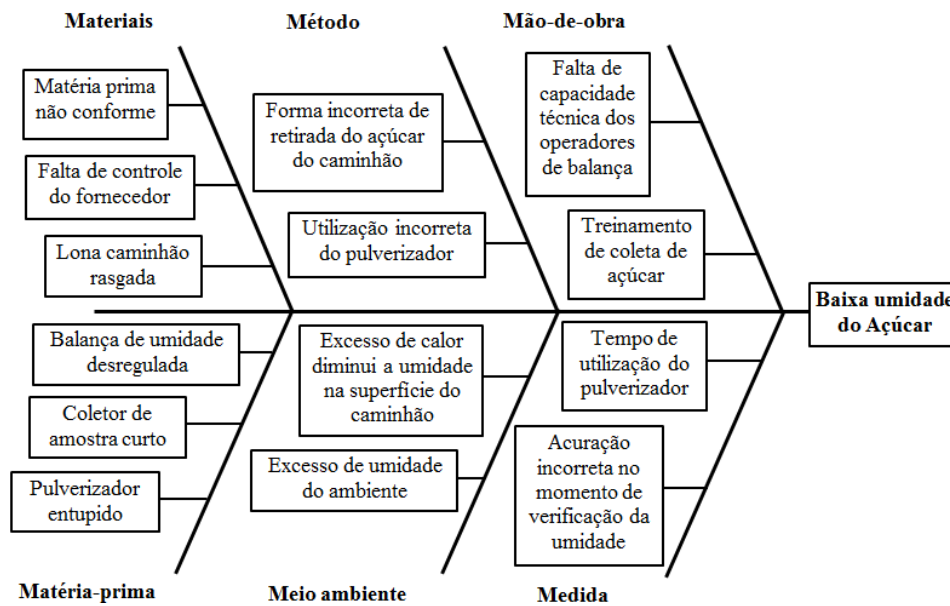 Materiais
Método
Mão-de-obra
Matéria prima
não conforme
Falta de controle
do fornecedor
Lona caminhão
rasgada
Forma incorreta de
retirada do açúcar
do caminhão
Utilização incorreta
do pulverizador
Falta de
capacidade
técnica dos
operadores
de balança
Treinamento
de coleta de
açúcar
Baixa umidade
do Açúcar
Balança de umidade
desregulada
Coletor de
amostra curto
Pulverizador
entupido
Excesso de calor
diminui a umidade
na superfície do
caminhão
Excesso de umidade
do ambiente
Tempo de
utilização do
pulverizador
Acuração
incorreta no
momento de
verificação da
umidade
Matéria-prima
Meio ambiente
Medida